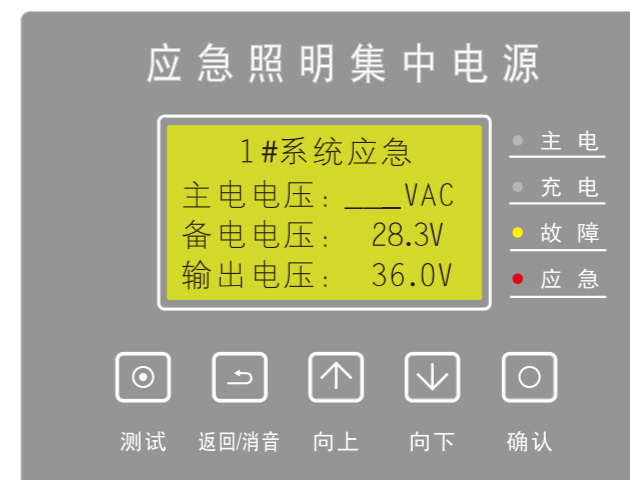 应急照明集中电源
1#系统应急
主电电压：___VAC
备电电压： 28.3V
输出电压： 36.0V
主 电
充 电
故 障
应 急
测试 返回/消音 向上 向下 确认